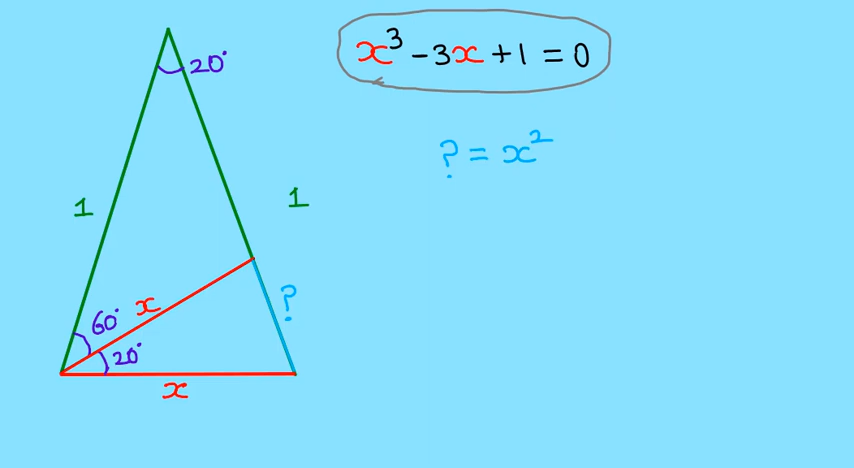 20°
x³ - 3x + 1 = 0
? = x²
1
1
60°
x
?
20°
x